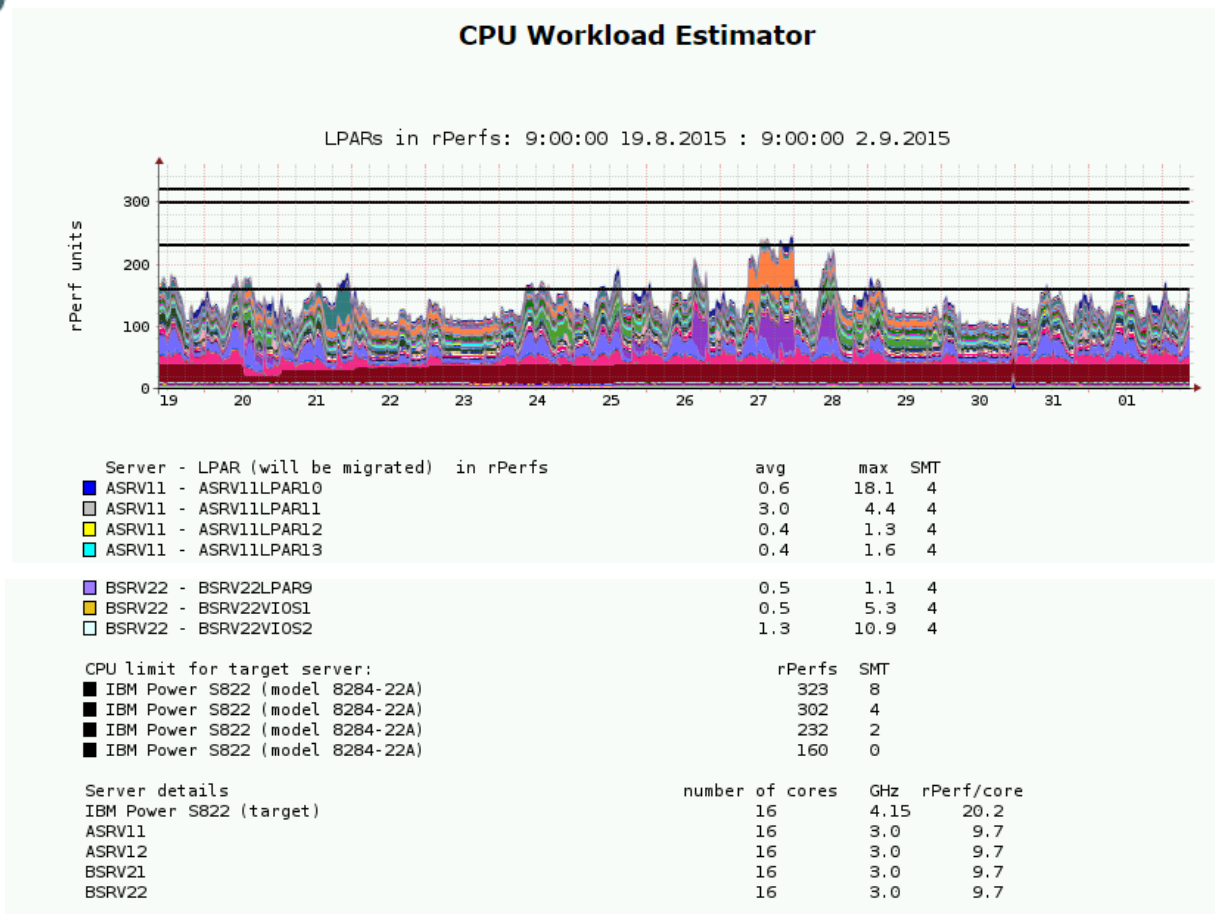 CPU Workload Estimator
LPARs in rPerfs: 9:00:00 19.8.2015 : 9:00:00 2.9.2015
rPerf units
300
200
100
0
19 20 21 22 23 24 25 26 27 28 29 30 31 01
Server - LPAR (will be migrated) in rPerfs avg max SMT
ASRV11 - ASRV11LPAR10 0.6 18.1 4
ASRV11 - ASRV11LPAR11 3.0 4.4 4
ASRV11 - ASRV11LPAR12 0.4 1.3 4
ASRV11 - ASRV11LPAR13 0.4 1.6 4
BSRV22 - BSRV22LPAR9 0.5 1.1 4
BSRV22 - BSRV22VIOS1 0.5 5.3 4
BSRV22 - BSRV22VIOS2 1.3 10.9 4
CPU limit for target server: rPerfs SMT
IBM Power S822 (model 8284-22A) 323 8
IBM Power S822 (model 8284-22A) 302 4
IBM Power S822 (model 8284-22A) 232 2
IBM Power S822 (model 8284-22A) 160 0
Server details number of cores GHz rPerf/core
IBM Power S822 (target) 16 4.15 20.2
ASRV11 16 3.0 9.7
ASRV12 16 3.0 9.7
BSRV21 16 3.0 9.7
BSRV22 16 3.0 9.7